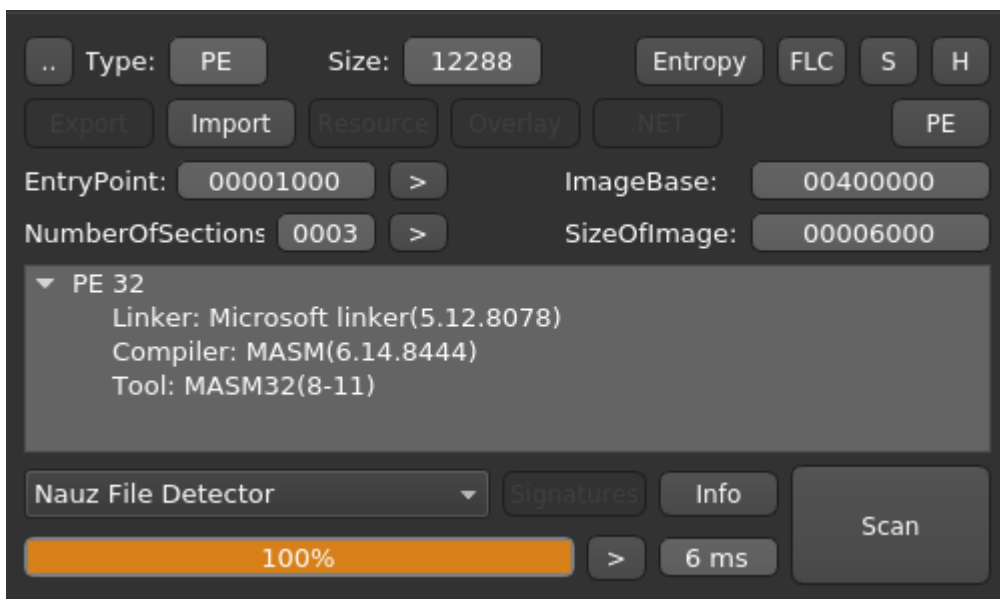 .. Type: PE Size: 12288 Entropy FLC S H
Export Import Resource Overlay .NET PE
EntryPoint: 00001000 > ImageBase: 00400000
NumberOfSections 0003 > SizeOfImage: 00006000
PE 32
Linker: Microsoft linker(5.12.8078)
Compiler: MASM(6.14.8444)
Tool: MASM32(8-11)
Nauz File Detector Signatures Info
Scan
100% > 6 ms